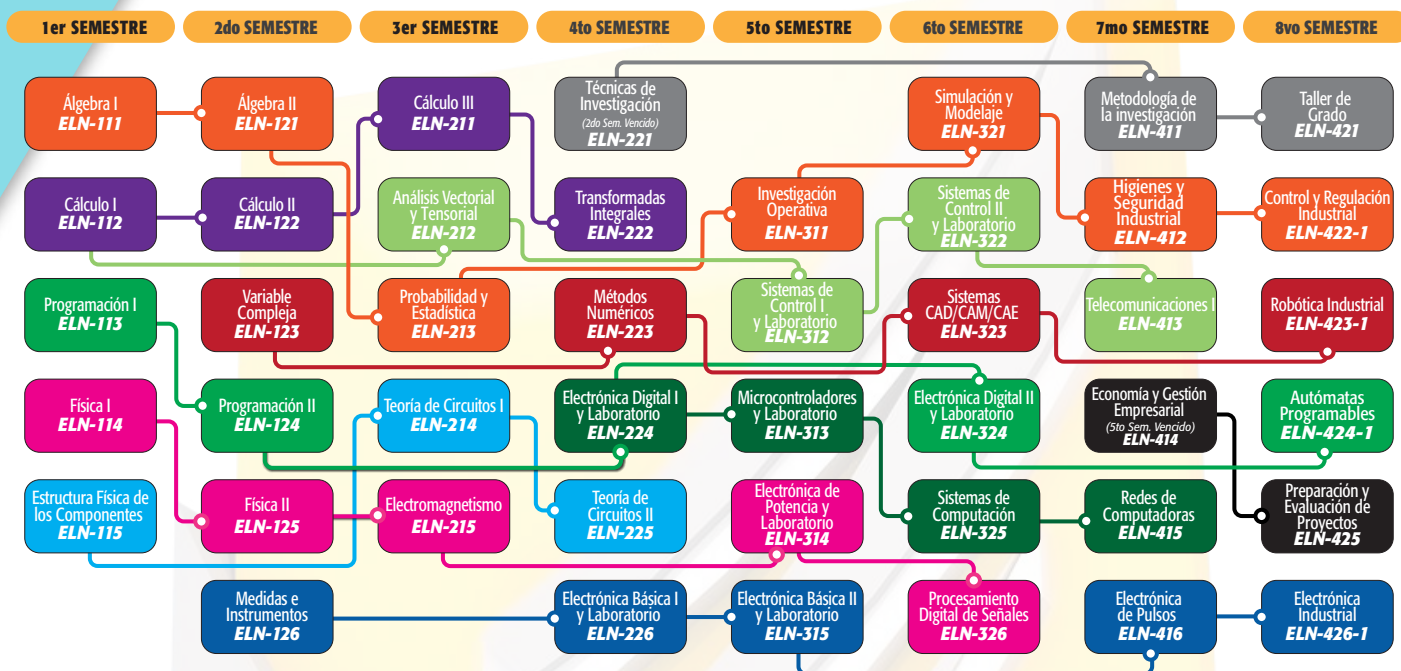 1er SEMESTRE
2do SEMESTRE
3er SEMESTRE
4to SEMESTRE
5to SEMESTRE
6to SEMESTRE
7mo SEMESTRE
8vo SEMESTRE
Álgebra I
ELN-111
Álgebra II
ELN-121
Cálculo III
ELN-211
Técnicas de
Investigación
(2do Sem. Vencido)
ELN-221
Simulación y
Modelaje
ELN-321
Metodología de
la investigación
ELN-411
Taller de
Grado
ELN-421
Cálculo I
ELN-112
Cálculo II
ELN-122
Análisis Vectorial
y Tensorial
ELN-212
Transformadas
Integrales
ELN-222
Investigación
Operativa
ELN-311
Sistemas de
Control II
y Laboratorio
ELN-322
Higienes y
Seguridad
Industrial
ELN-412
Control y Regulación
Industrial
ELN-422-1
Programación I
ELN-113
Variable
Compleja
ELN-123
Probabilidad y
Estadística
ELN-213
Métodos
Numéricos
ELN-223
Sistemas de
Control I
y Laboratorio
ELN-312
Sistemas
CAD/CAM/CAE
ELN-323
Telecomunicaciones I
ELN-413
Robótica Industrial
ELN-423-1
Física I
ELN-114
Programación II
ELN-124
Teoría de Circuitos I
ELN-214
Electrónica Digital I
y Laboratorio
ELN-224
Microcontroladores
y Laboratorio
ELN-313
Electrónica Digital II
y Laboratorio
ELN-324
Economía y Gestión
Empresarial
(5to Sem. Vencido)
ELN-414
Autómatas
Programables
ELN-424-1
Estructura Física de
los Componentes
ELN-115
Física II
ELN-125
Electromagnetismo
ELN-215
Teoría de
Circuitos II
ELN-225
Electrónica de
Potencia y
Laboratorio
ELN-314
Sistemas de
Computación
ELN-325
Redes de
Computadoras
ELN-415
Preparación y
Evaluación de
Proyectos
ELN-425
Medidas e
Instrumentos
ELN-126
Electrónica Básica I
y Laboratorio
ELN-226
Electrónica Básica II
y Laboratorio
ELN-315
Procesamiento
Digital de Señales
ELN-326
Electrónica
de Pulsos
ELN-416
Electrónica
Industrial
ELN-426-1